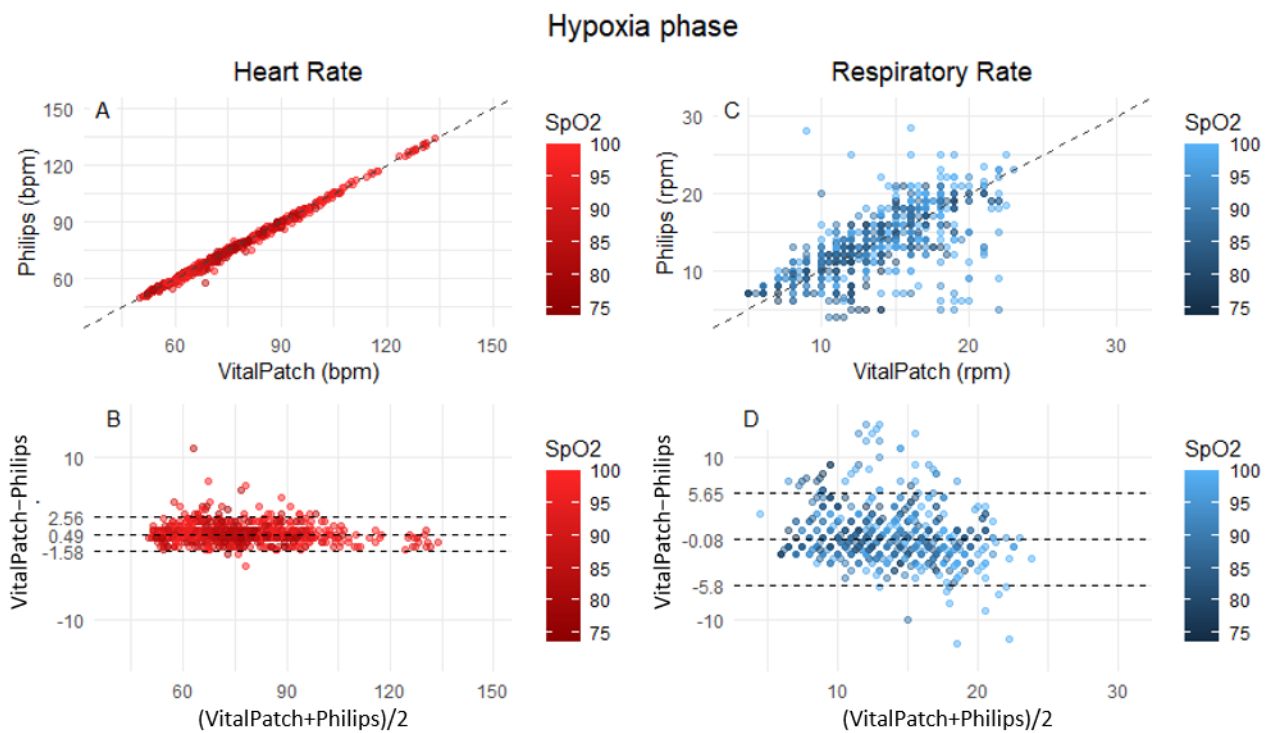 Hypoxia phase
Heart Rate
A
150
120
90
60
Philips (bpm)
60 90 120 150
VitalPatch (bpm)
SpO2
100
95
90
85
80
75
Respiratory Rate
C
30
20
10
Philips (rpm)
10 20 30
VitalPatch (rpm)
SpO2
100
95
90
85
80
75
B
10
2.56
0.49
-1.58
-10
VitalPatch−Philips
60 90 120 150
(VitalPatch+Philips)/2
SpO2
100
95
90
85
80
75
D
10
5.65
-0.08
-5.8
-10
VitalPatch−Philips
10 20 30
(VitalPatch+Philips)/2
SpO2
100
95
90
85
80
75